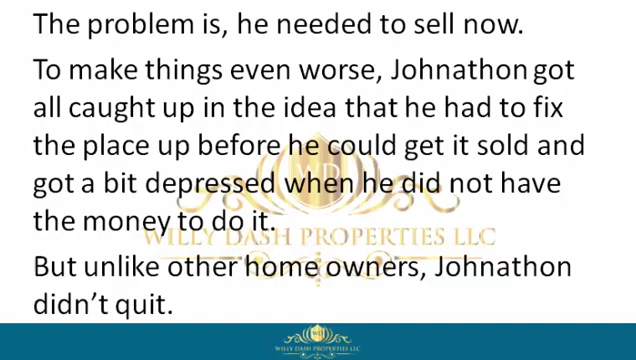 The problem is, he needed to sell now.
To make things even worse, Johnathon got
all caught up in the idea that he had to fix
the place up before he could get it sold and
got a bit depressed when he did not have
the money to do it.
WILLY DASH PROPERTIES LLC
But unlike other home owners, Johnathon
didn’t quit.
WILLY DASH PROPERTIES LLC